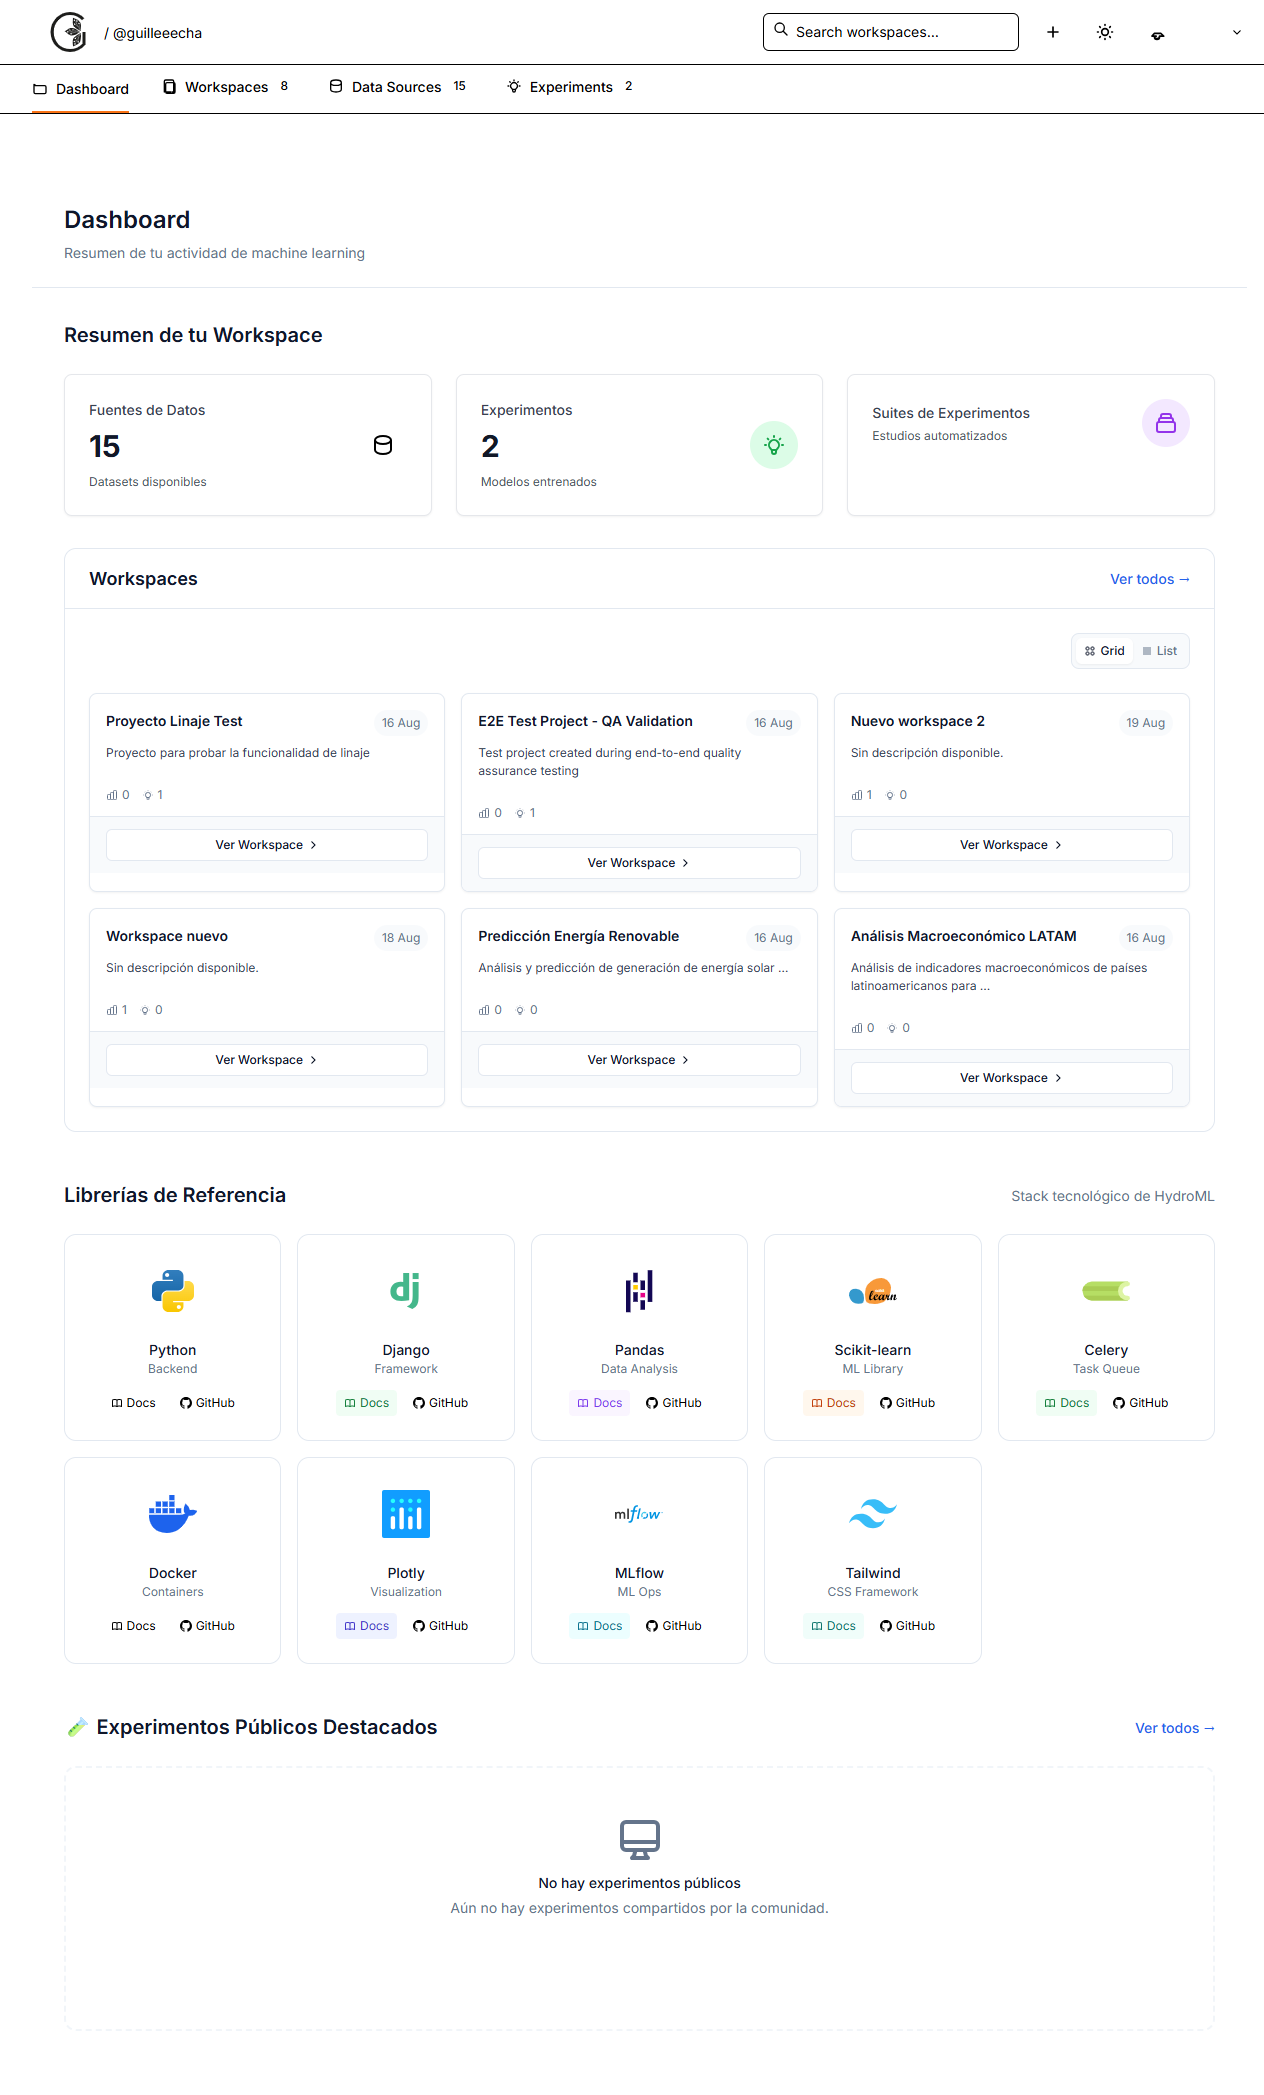 / @guilleeecha
Search workspaces...
Dashboard
Workspaces 8
Data Sources 15
Experiments 2
Dashboard
Resumen de tu actividad de machine learning
Resumen de tu Workspace
Fuentes de Datos
15
Datasets disponibles
Experimentos
2
Modelos entrenados
Suites de Experimentos
Estudios automatizados
Workspaces
Ver todos →
Grid
List
Proyecto Linaje Test
16 Aug
Proyecto para probar la funcionalidad de linaje
0 1
Ver Workspace
E2E Test Project - QA Validation
16 Aug
Test project created during end-to-end quality
assurance testing
0 1
Ver Workspace
Nuevo workspace 2
19 Aug
Sin descripción disponible.
1 0
Ver Workspace
Workspace nuevo
18 Aug
Sin descripción disponible.
1 0
Ver Workspace
Predicción Energía Renovable
16 Aug
Análisis y predicción de generación de energía solar ...
0 0
Ver Workspace
Análisis Macroeconómico LATAM
16 Aug
Análisis de indicadores macroeconómicos de países
latinoamericanos para ...
0 0
Ver Workspace
Librerías de Referencia
Stack tecnológico de HydroML
Python
Backend
Docs GitHub
dj
Django
Framework
Docs GitHub
Pandas
Data Analysis
Docs GitHub
learn
Scikit-learn
ML Library
Docs GitHub
Celery
Task Queue
Docs GitHub
Docker
Containers
Docs GitHub
Plotly
Visualization
Docs GitHub
mlflow
MLflow
ML Ops
Docs GitHub
Tailwind
CSS Framework
Docs GitHub
Experimentos Públicos Destacados
Ver todos →
No hay experimentos públicos
Aún no hay experimentos compartidos por la comunidad.